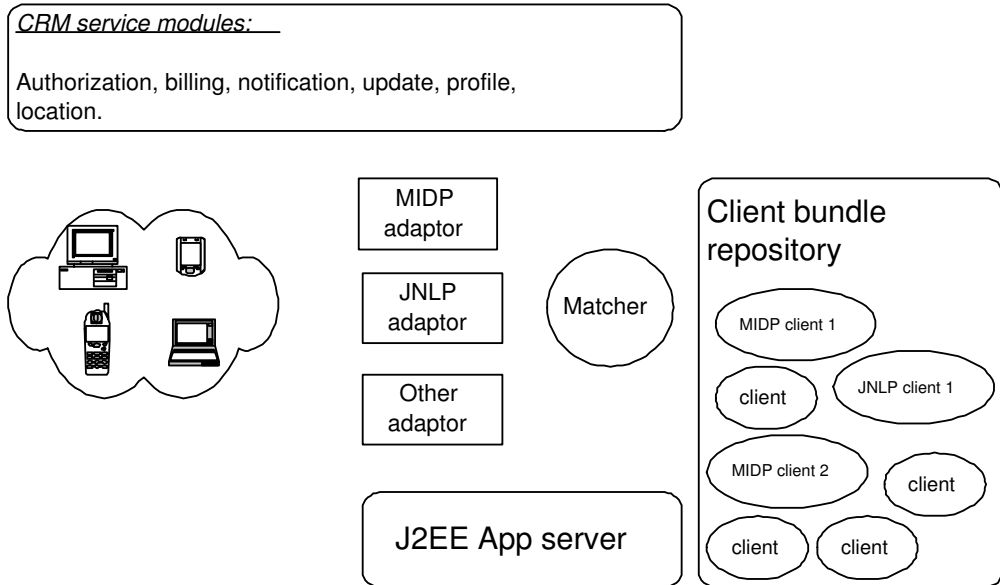 CRM service modules:
Authorization, billing, notification, update, profile,
location.
MIDP
adaptor
JNLP
adaptor
Other
adaptor
Matcher
J2EE App server
Client bundle
repository
MIDP client 1
JNLP client 1
client
MIDP client 2
client
client
client